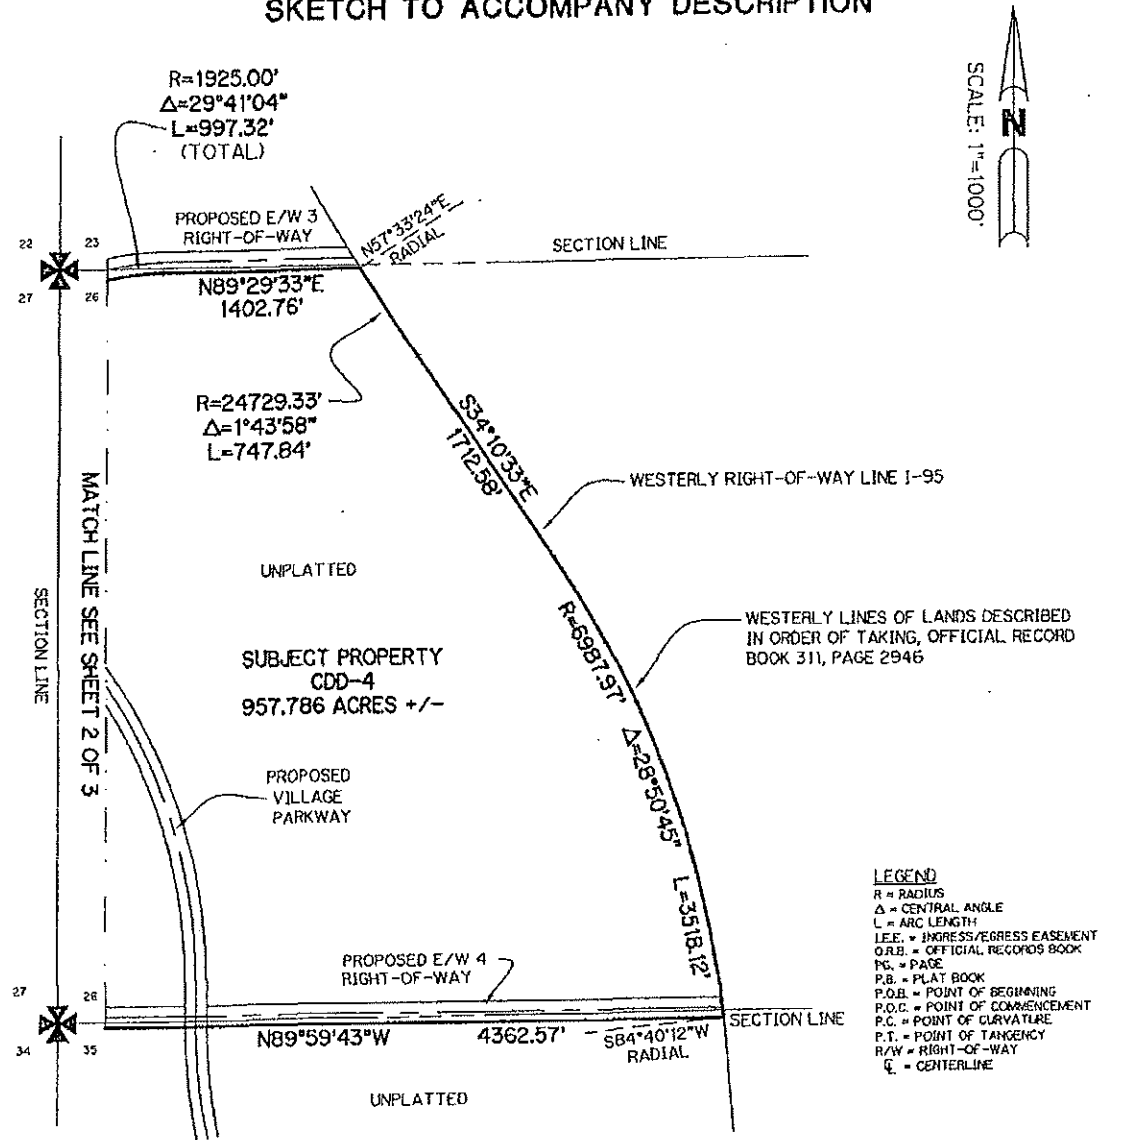 SKETCH TO ACCOMPANY DESCRIPTION
R=1925.00'
Δ=29°41'04"
L=997.32'
(TOTAL)
N
SCALE: 1"=1000'
PROPOSED E/W 3
RIGHT-OF-WAY
N57°33'24"E
RADIAL
SECTION LINE
22
23
27
26
N89°29'33"E
1402.76'
R=24729.33'
Δ=1°43'58"
L=747.84'
S34°10'33"E
1712.58'
WESTERLY RIGHT-OF-WAY LINE I-95
MATCH LINE SEE SHEET 2 OF 3
SECTION LINE
UNPLATTED
WESTERLY LINES OF LANDS DESCRIBED
IN ORDER OF TAKING, OFFICIAL RECORD
BOOK 311, PAGE 2946
SUBJECT PROPERTY
CDD-4
957.786 ACRES +/-
R=6987.97' Δ=28°50'45" L=3518.12'
PROPOSED
VILLAGE
PARKWAY
LEGEND
R = RADIUS
Δ = CENTRAL ANGLE
L = ARC LENGTH
I.E.E. = INGRESS/EGRESS EASEMENT
O.R.B. = OFFICIAL RECORDS BOOK
PG. = PAGE
P.B. = PLAT BOOK
P.O.B. = POINT OF BEGINNING
P.O.C. = POINT OF COMMENCEMENT
P.C. = POINT OF CURVATURE
P.T. = POINT OF TANGENCY
R/W = RIGHT-OF-WAY
℄ = CENTERLINE
PROPOSED E/W 4
RIGHT-OF-WAY
27
26
34
35
N89°59'43"W 4362.57'
S84°40'12"W
RADIAL
SECTION LINE
UNPLATTED